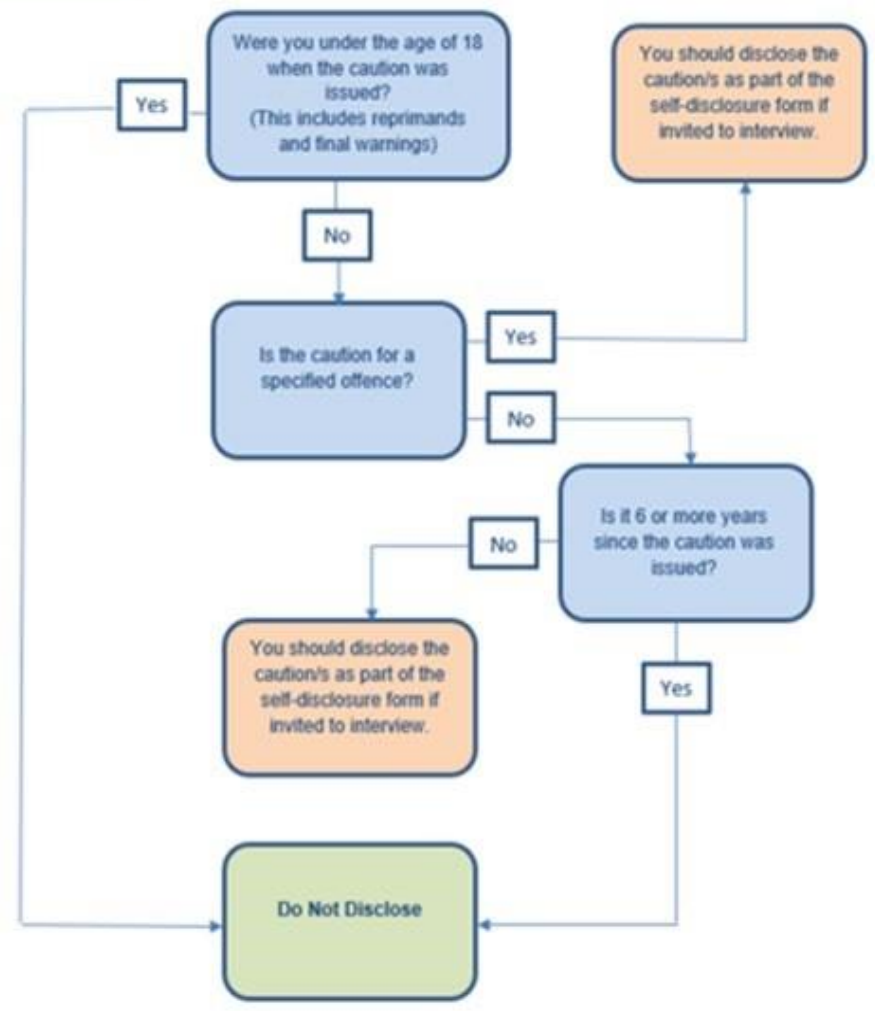 Were you under the age of 18
when the caution was
issued?
(This includes reprimands
and final warnings)
You should disclose the
caution/s as part of the
self-disclosure form if
invited to interview.
Yes
No
Is the caution for a
specified offence?
Yes
No
Is it 6 or more years
since the caution was
issued?
No
You should disclose the
caution/s as part of the
self-disclosure form if
invited to interview.
Yes
Do Not Disclose